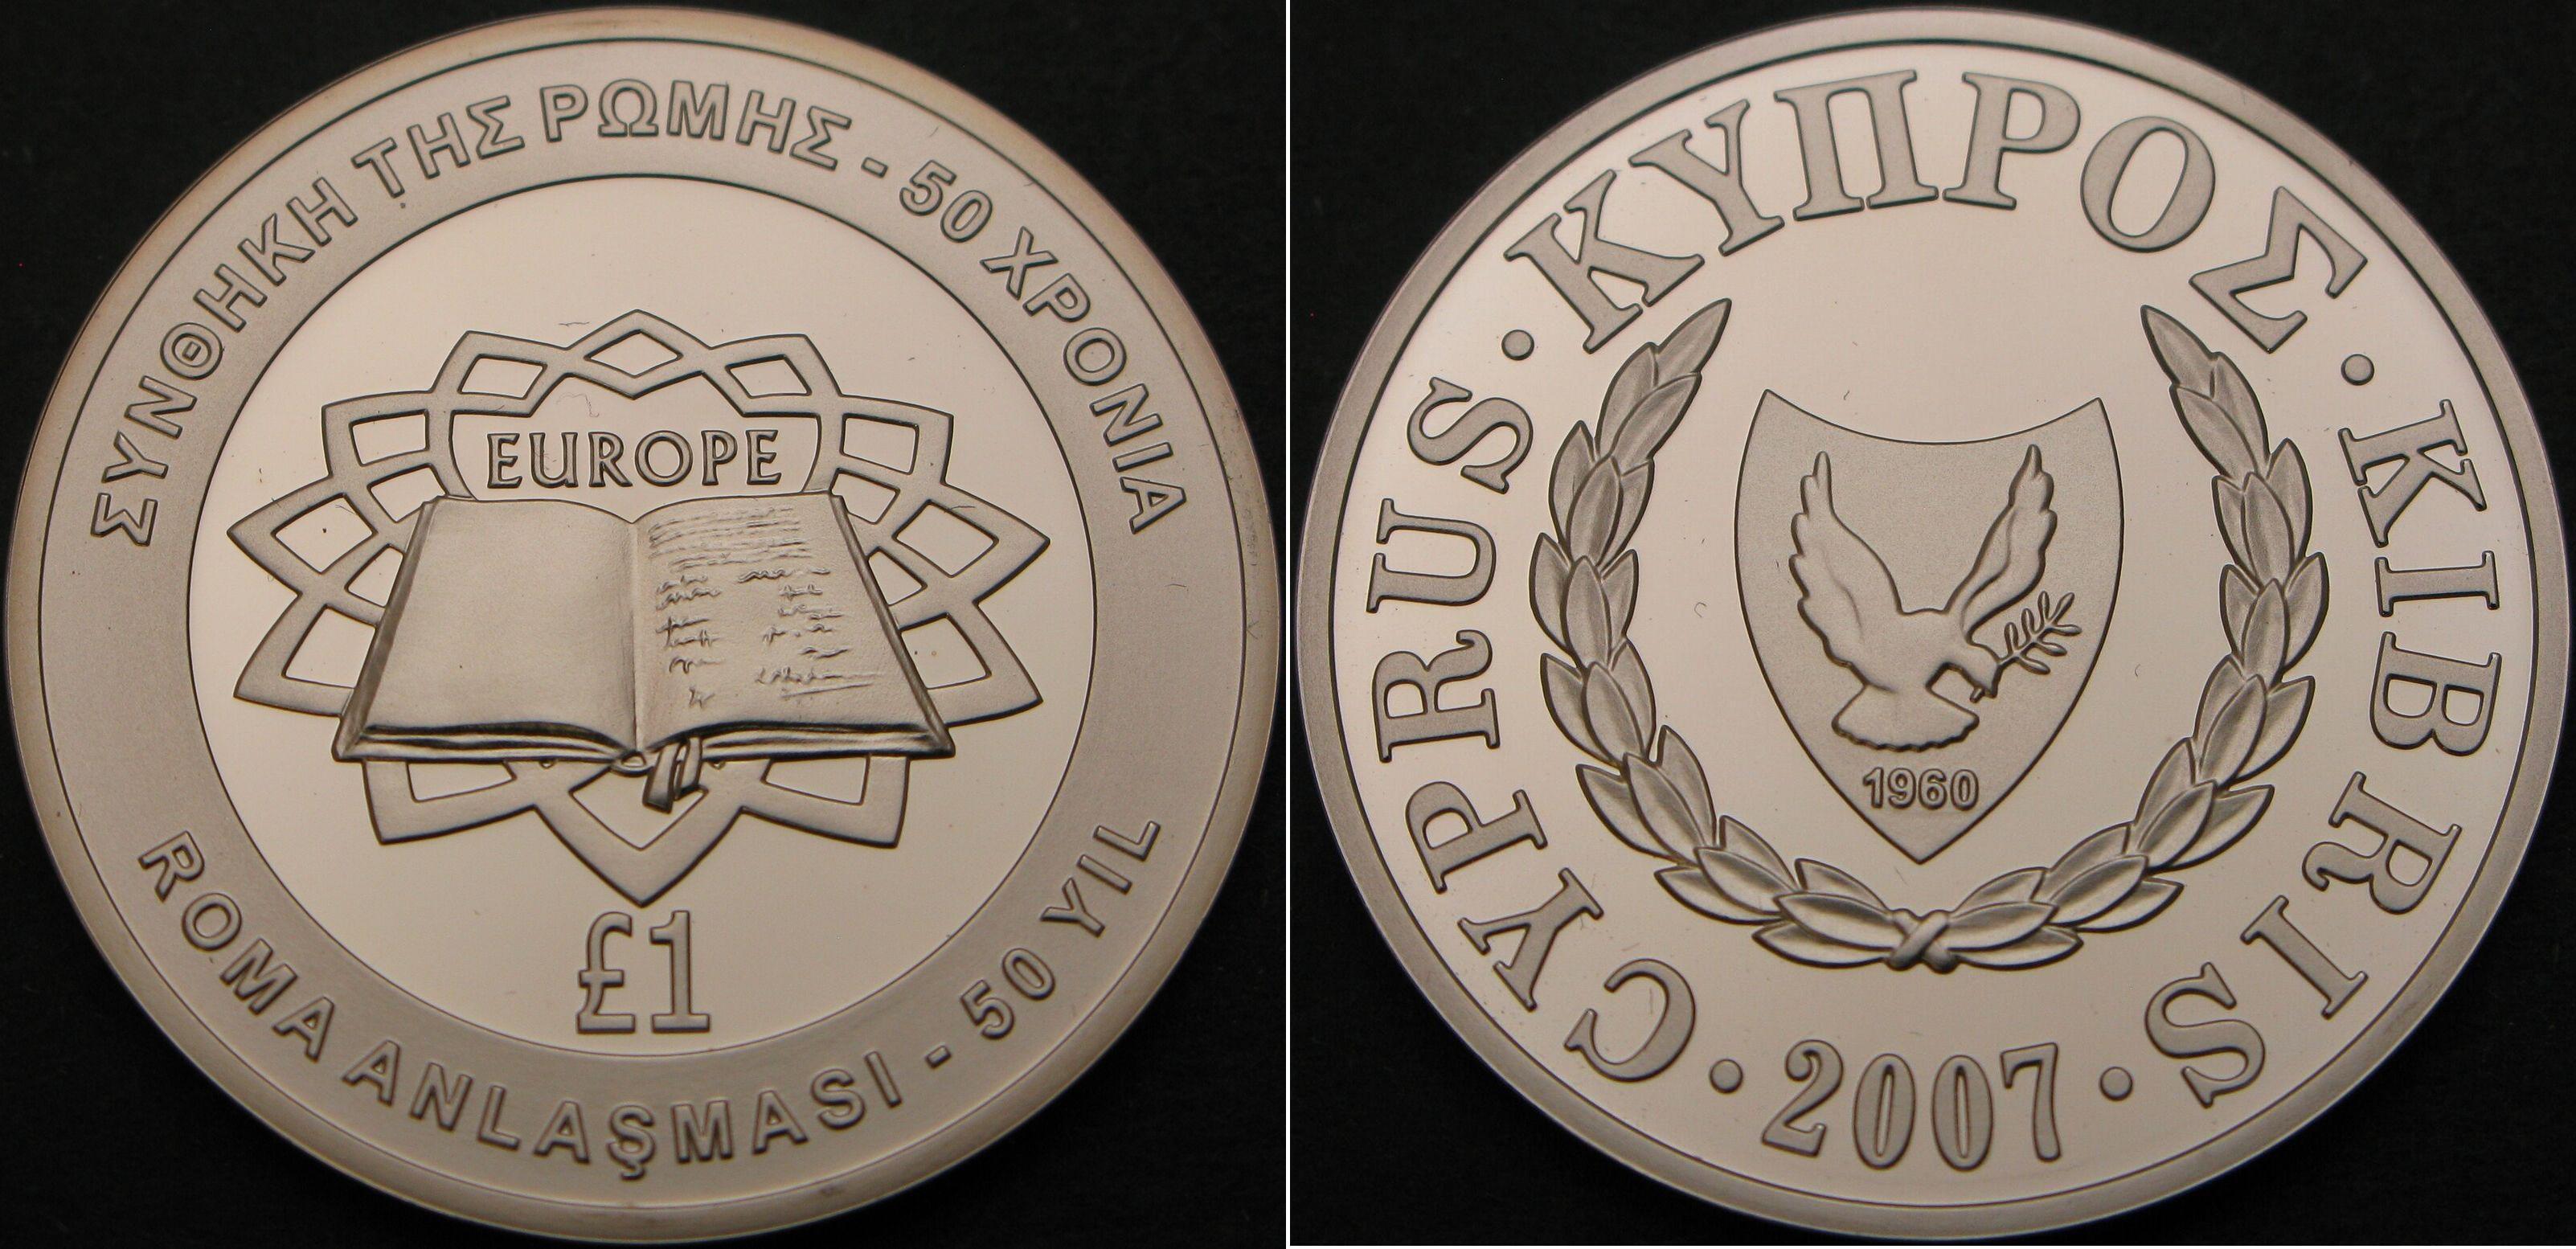 ΣΥΝΘΗΚΗ ΤΗΣ ΡΩΜΗΣ - 50 ΧΡΟΝΙΑ
EUROPE
£1
ROMA ANLAŞMASI - 50 YIL
CYPRUS · ΚΥΠΡΟΣ · KIBRIS
1960
· 2007 ·